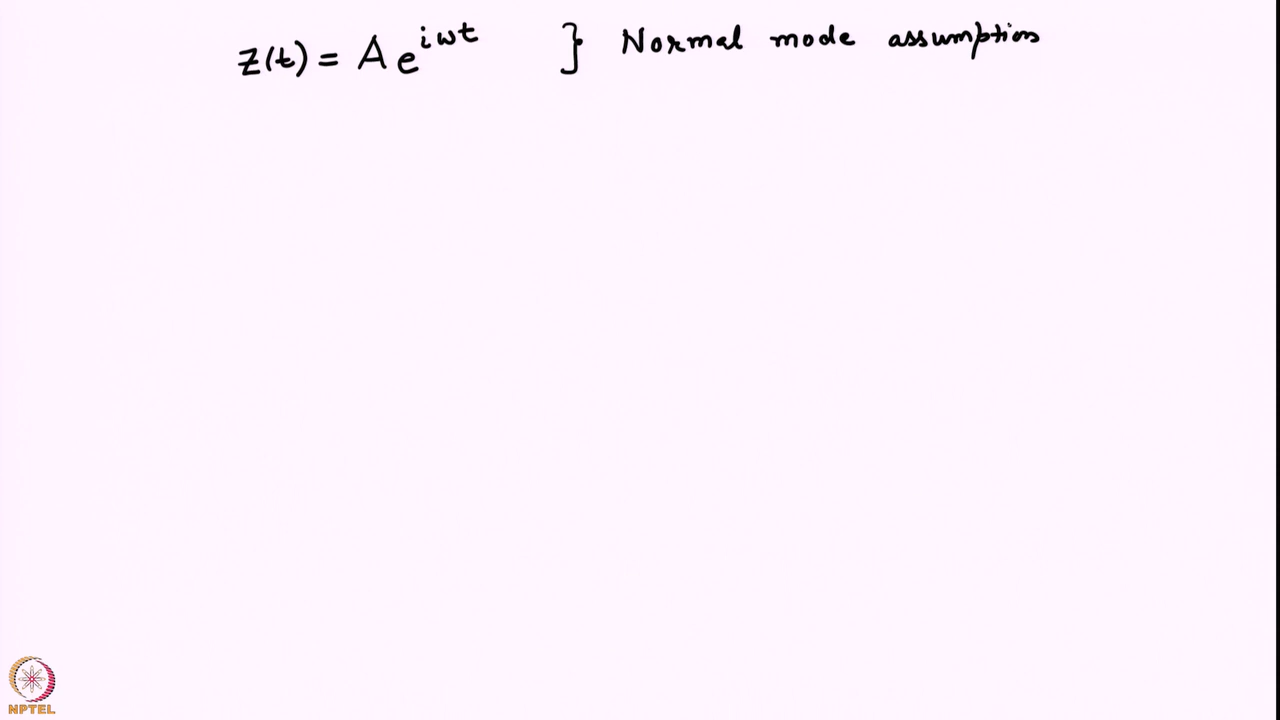 z(t) = A e^{iωt} } Normal mode assumption
NPTEL